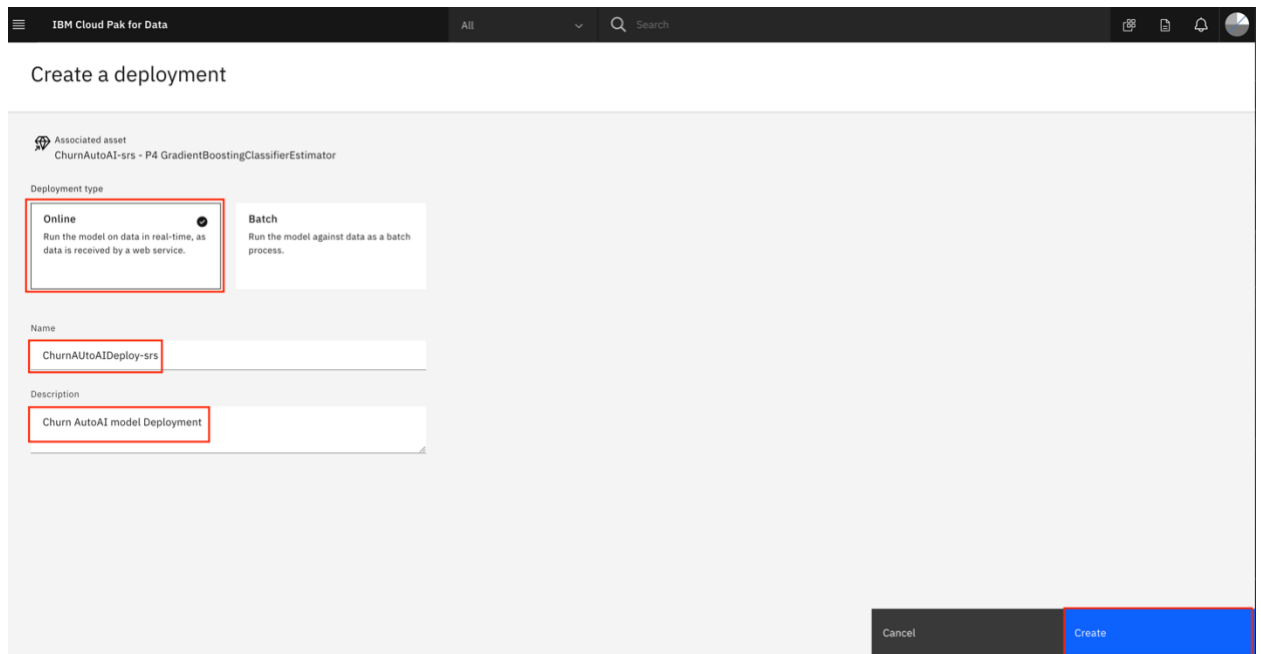 IBM Cloud Pak for Data
All
Search
Create a deployment
Associated asset
ChurnAutoAI-srs - P4 GradientBoostingClassifierEstimator
Deployment type
Online
Run the model on data in real-time, as
data is received by a web service.
Batch
Run the model against data as a batch
process.
Name
ChurnAUtoAIDeploy-srs
Description
Churn AutoAI model Deployment
Cancel
Create